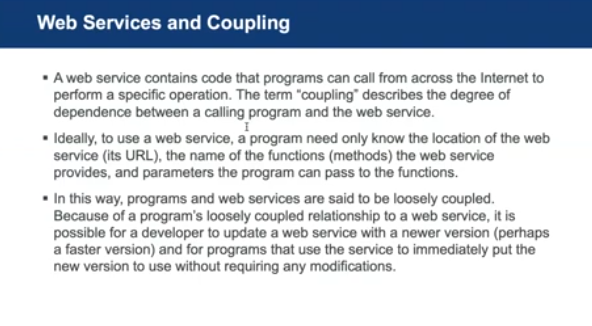 Web Services and Coupling
▪ A web service contains code that programs can call from across the Internet to
perform a specific operation. The term “coupling” describes the degree of
dependence between a calling program and the web service.
▪ Ideally, to use a web service, a program need only know the location of the web
service (its URL), the name of the functions (methods) the web service
provides, and parameters the program can pass to the functions.
▪ In this way, programs and web services are said to be loosely coupled.
Because of a program’s loosely coupled relationship to a web service, it is
possible for a developer to update a web service with a newer version (perhaps
a faster version) and for programs that use the service to immediately put the
new version to use without requiring any modifications.